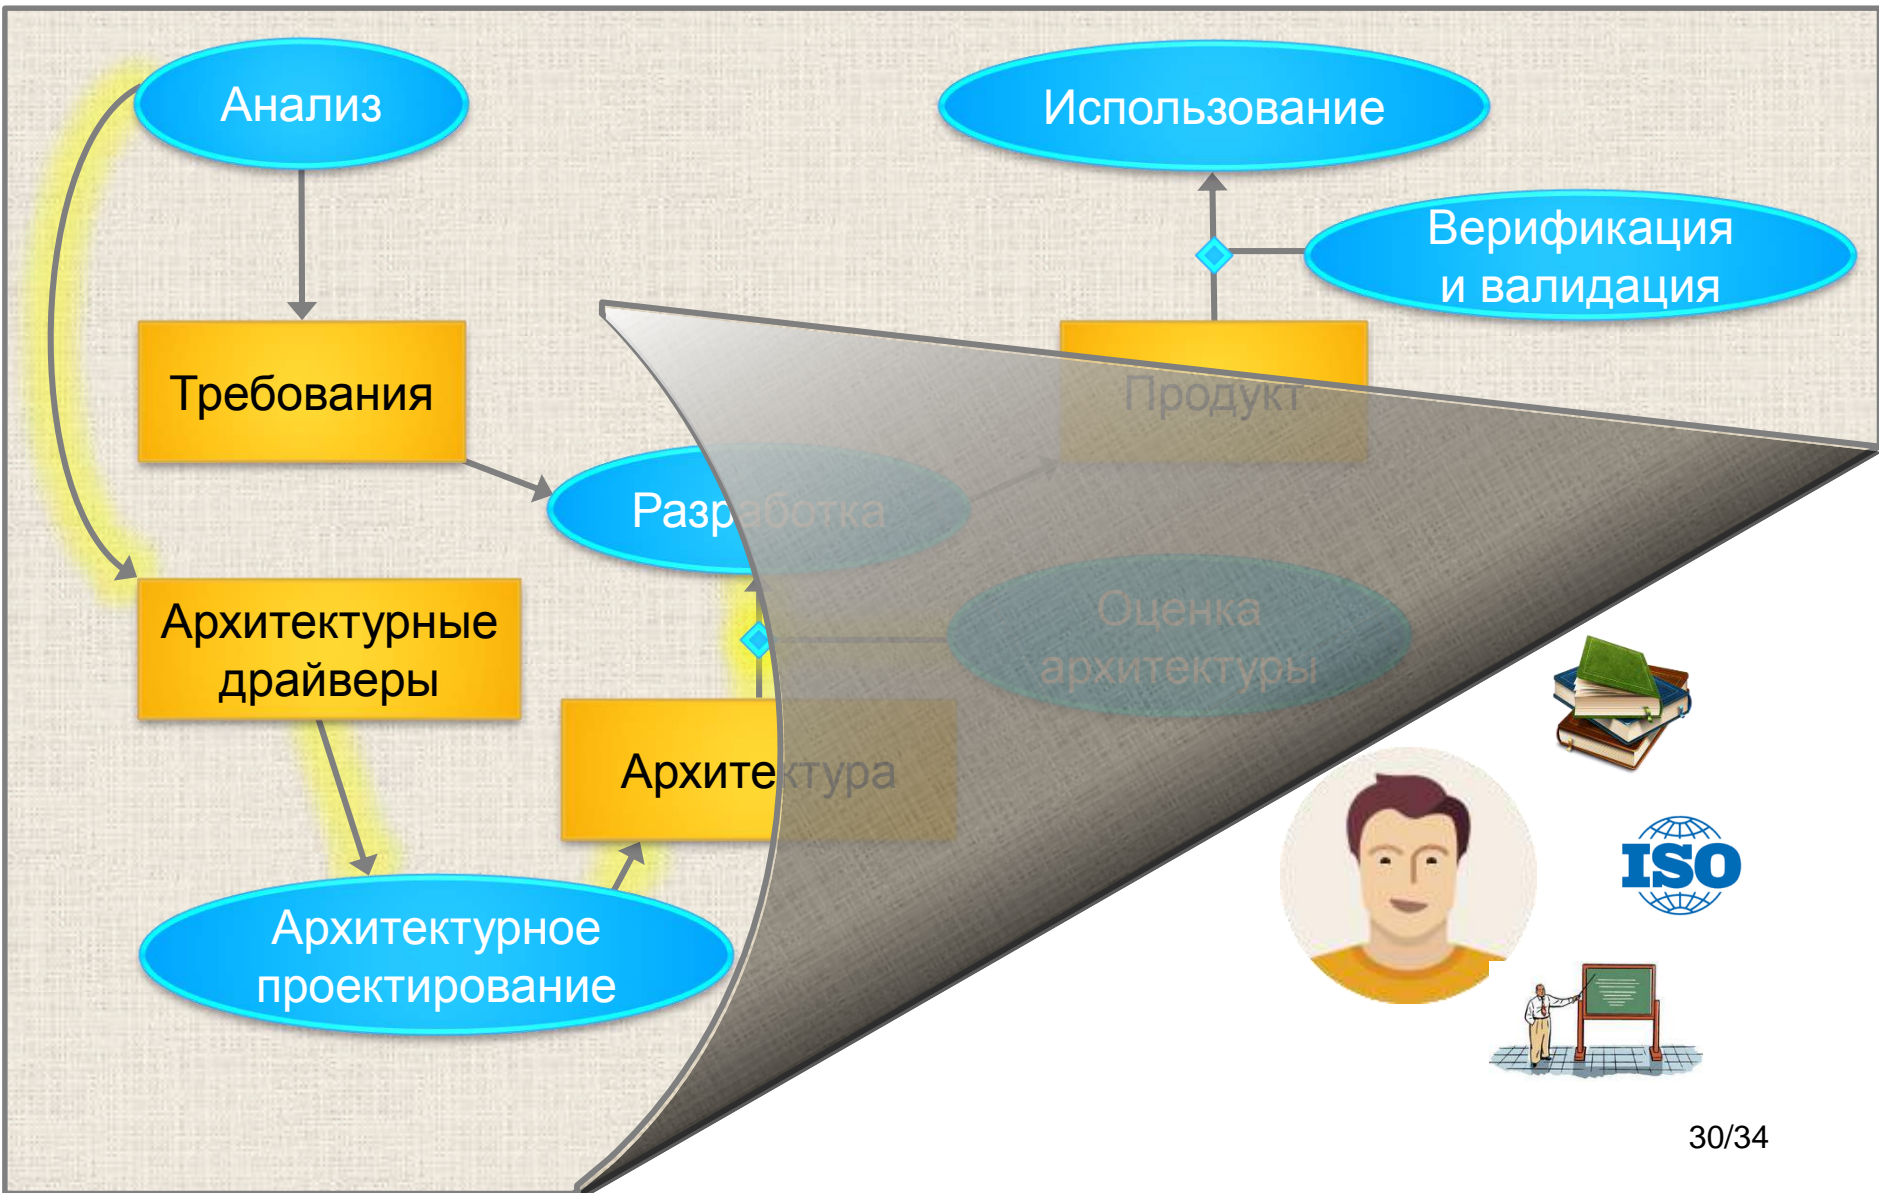 Анализ
Использование
Верификация
и валидация
Требования
Продукт
Разработка
Архитектурные
драйверы
Оценка
архитектуры
Архитектура
ISO
Архитектурное
проектирование
30/34